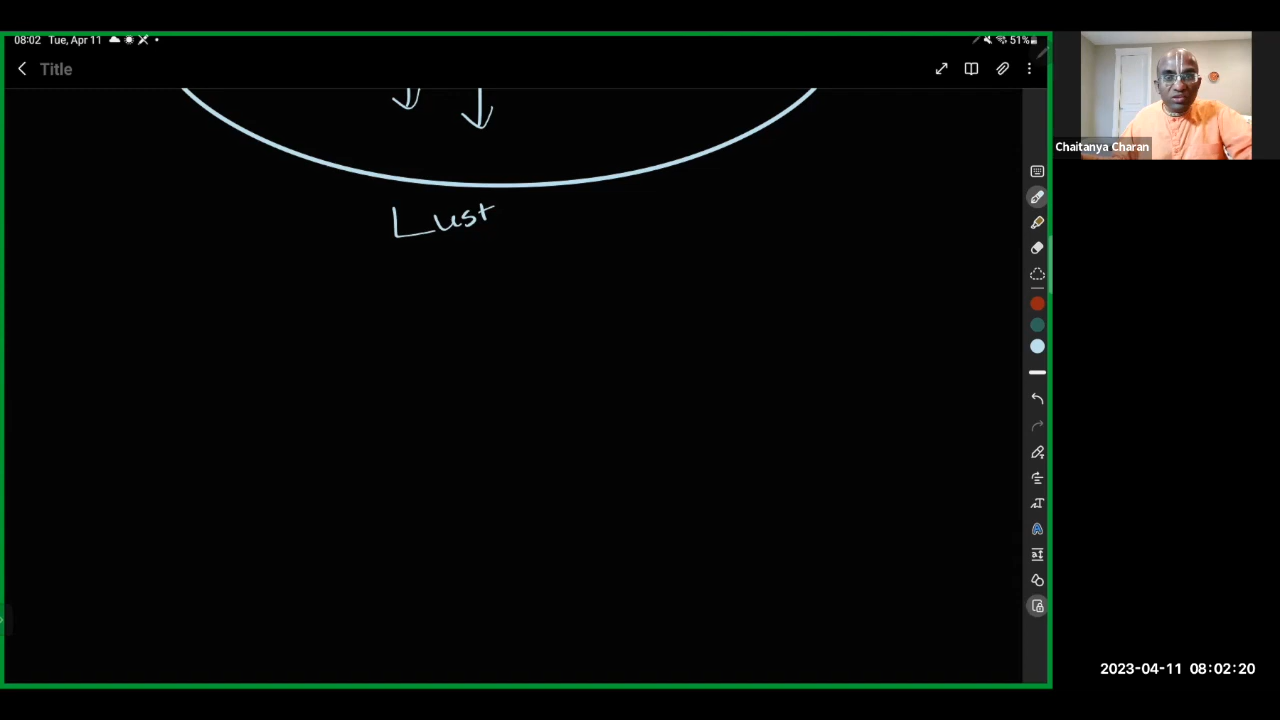 08:02 Tue, Apr 11
51%
Title
Lust
Chaitanya Charan
2023-04-11 08:02:20